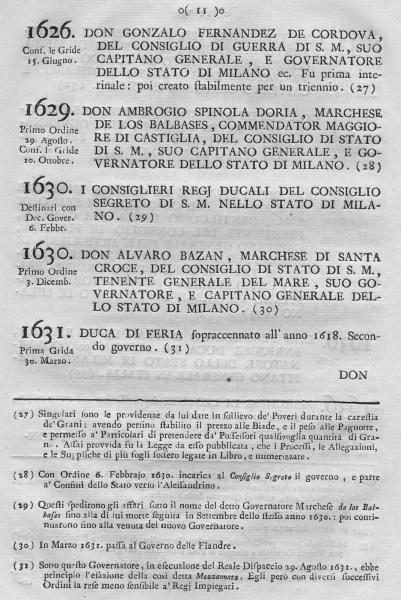 0( 11 )0
1626. DON GONZALO FERNANDEZ DE CORDOVA,
Conf. le Gride DEL CONSIGLIO DI GUERRA DI S. M., SUO
15. Giugno. CAPITANO GENERALE, E GOVERNATORE
DELLO STATO DI MILANO ec. Fu prima inte-
rinale: poi creato stabilmente per un triennio. (27)
1629. DON AMBROGIO SPINOLA DORIA, MARCHESE
Primo Ordine DE LOS BALBASES, COMMENDATOR MAGGIO-
29. Agosto. RE DI CASTIGLIA, DEL CONSIGLIO DI STATO
Conf. l. Gride DI S. M., SUO CAPITANO GENERALE, E GO-
10. Ottobre. VERNATORE DELLO STATO DI MILANO. (28)
1630. I CONSIGLIERI REGJ DUCALI DEL CONSIGLIO
Destinati con SEGRETO DI S. M. NELLO STATO DI MILA-
Dec. Gover. NO. (29)
6. Febbr.
1630. DON ALVARO BAZAN, MARCHESE DI SANTA
Primo Ordine CROCE, DEL CONSIGLIO DI STATO DI S. M.,
3. Dicemb. TENENTE GENERALE DEL MARE, SUO GO-
VERNATORE, E CAPITANO GENERALE DEL-
LO STATO DI MILANO. (30)
1631. DUCA DI FERIA sopraccennato all'anno 1618. Secon-
Prima Grida do governo. (31)
30. Marzo.
DON
(27) Singulari sono le providenze da lui date in sollievo de' Poveri durante la carestia
de' Grani: avendo persino stabilito il prezzo alle Biade, e il peso alle Pagnotte,
e permesso a' Particolari di pretendere da' Possessori qualsivoglia quantità di Gra-
no. Assai provvida fu la Legge da esso pubblicata, che i Processi, le Allegazioni,
e le Suppliche di più fogli fossero legate in Libro, e numerizzate.
(28) Con Ordine 6. Febbrajo 1630. incarica al Consiglio Segreto il governo, e parte
a' Confini dello Stato verso l'Alessandrino.
(29) Questi spedirono gli affari sotto il nome del detto Governatore Marchese de los Bal-
bases sino alla di lui morte seguita in Settembre dello stesso anno 1630.: poi conti-
nuarono sino alla venuta del nuovo Governatore.
(30) In Marzo 1631. passa al Governo delle Fiandre.
(31) Sotto questo Governatore, in esecuzione del Reale Dispaccio 29. Agosto 1631., ebbe
principio l'esazione della così detta Mezzannata. Egli però con diversi successivi
Ordini la rese meno sensibile a' Regj Impiegati.